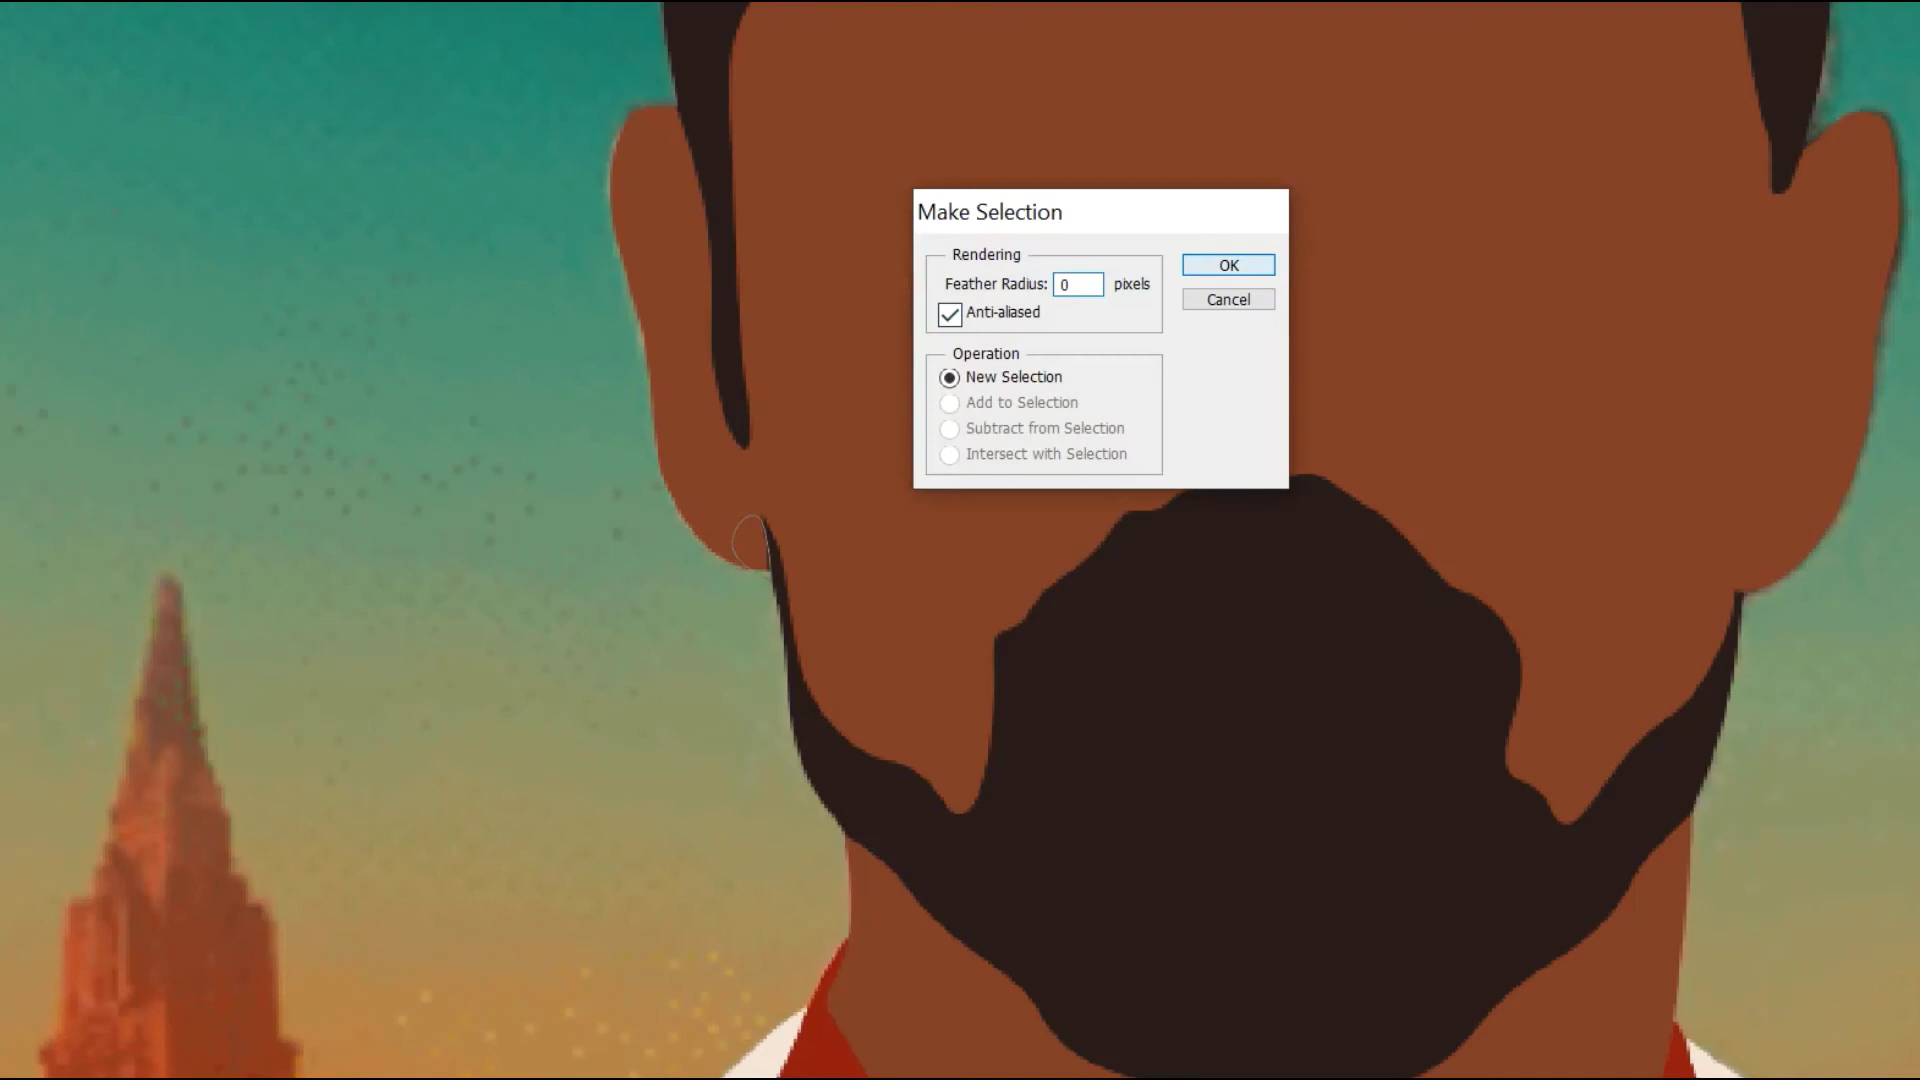 Make Selection
Rendering
Feather Radius: 0 pixels
Anti-aliased
OK
Cancel
Operation
New Selection
Add to Selection
Subtract from Selection
Intersect with Selection